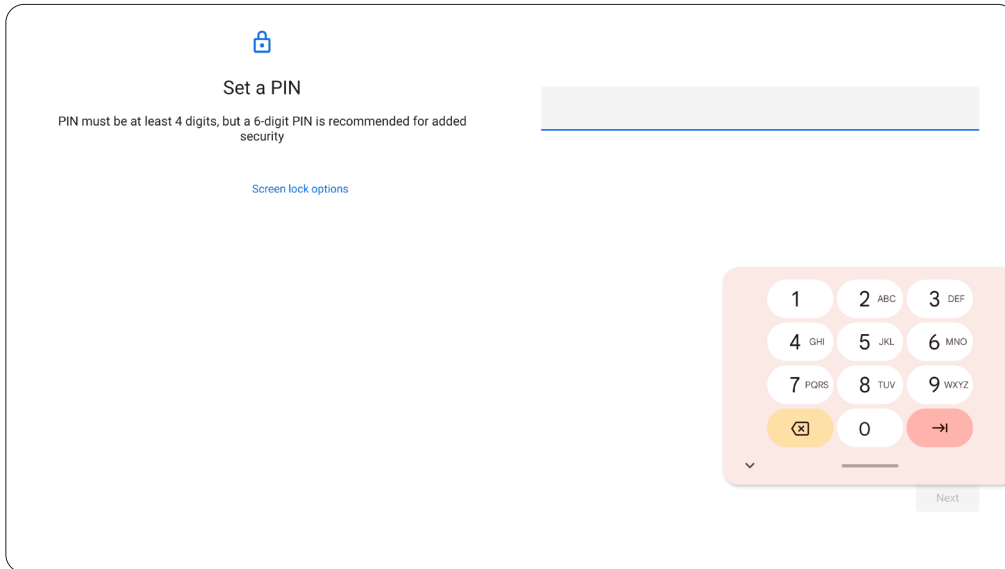 Set a PIN
PIN must be at least 4 digits, but a 6-digit PIN is recommended for added
security
Screen lock options
1 2 ABC 3 DEF
4 GHI 5 JKL 6 MNO
7 PQRS 8 TUV 9 WXYZ
0
Next